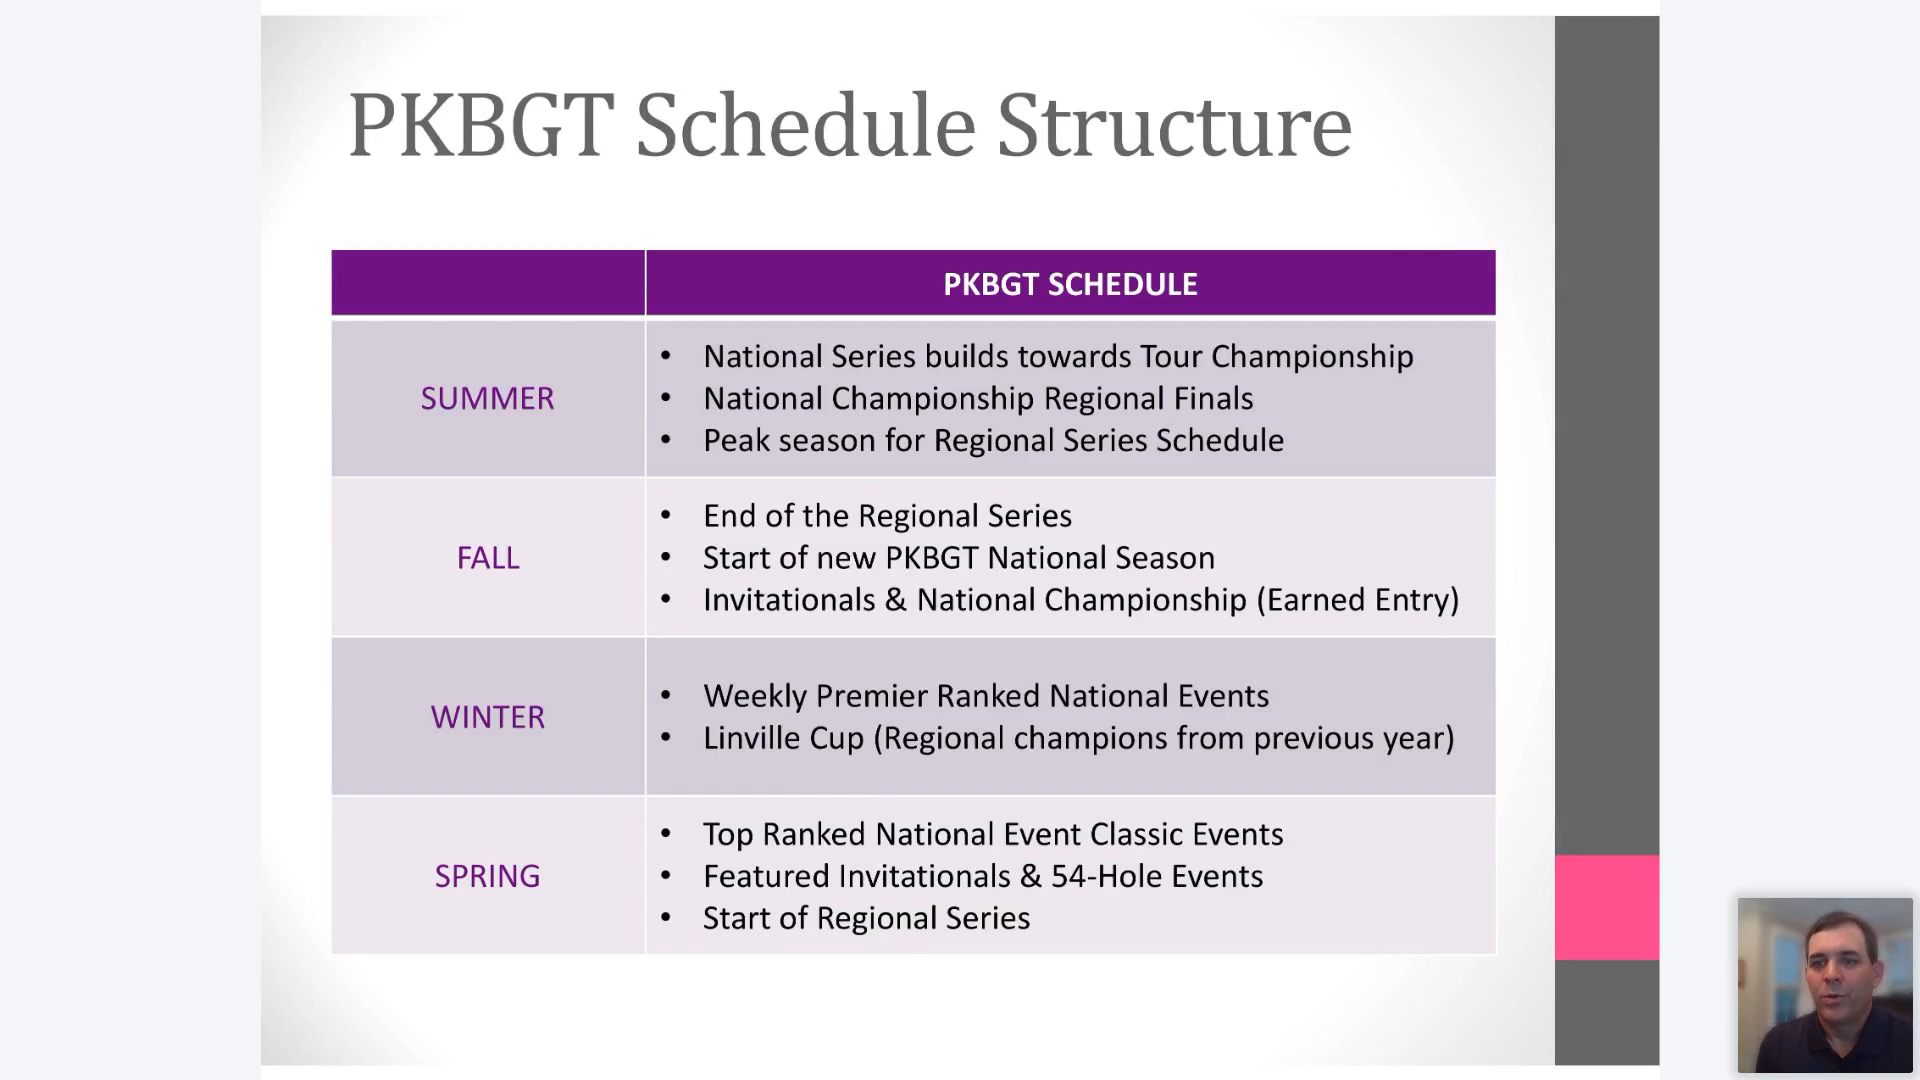 PKBGT Schedule Structure
PKBGT SCHEDULE
SUMMER
• National Series builds towards Tour Championship
• National Championship Regional Finals
• Peak season for Regional Series Schedule
FALL
• End of the Regional Series
• Start of new PKBGT National Season
• Invitationals & National Championship (Earned Entry)
WINTER
• Weekly Premier Ranked National Events
• Linville Cup (Regional champions from previous year)
SPRING
• Top Ranked National Event Classic Events
• Featured Invitationals & 54-Hole Events
• Start of Regional Series